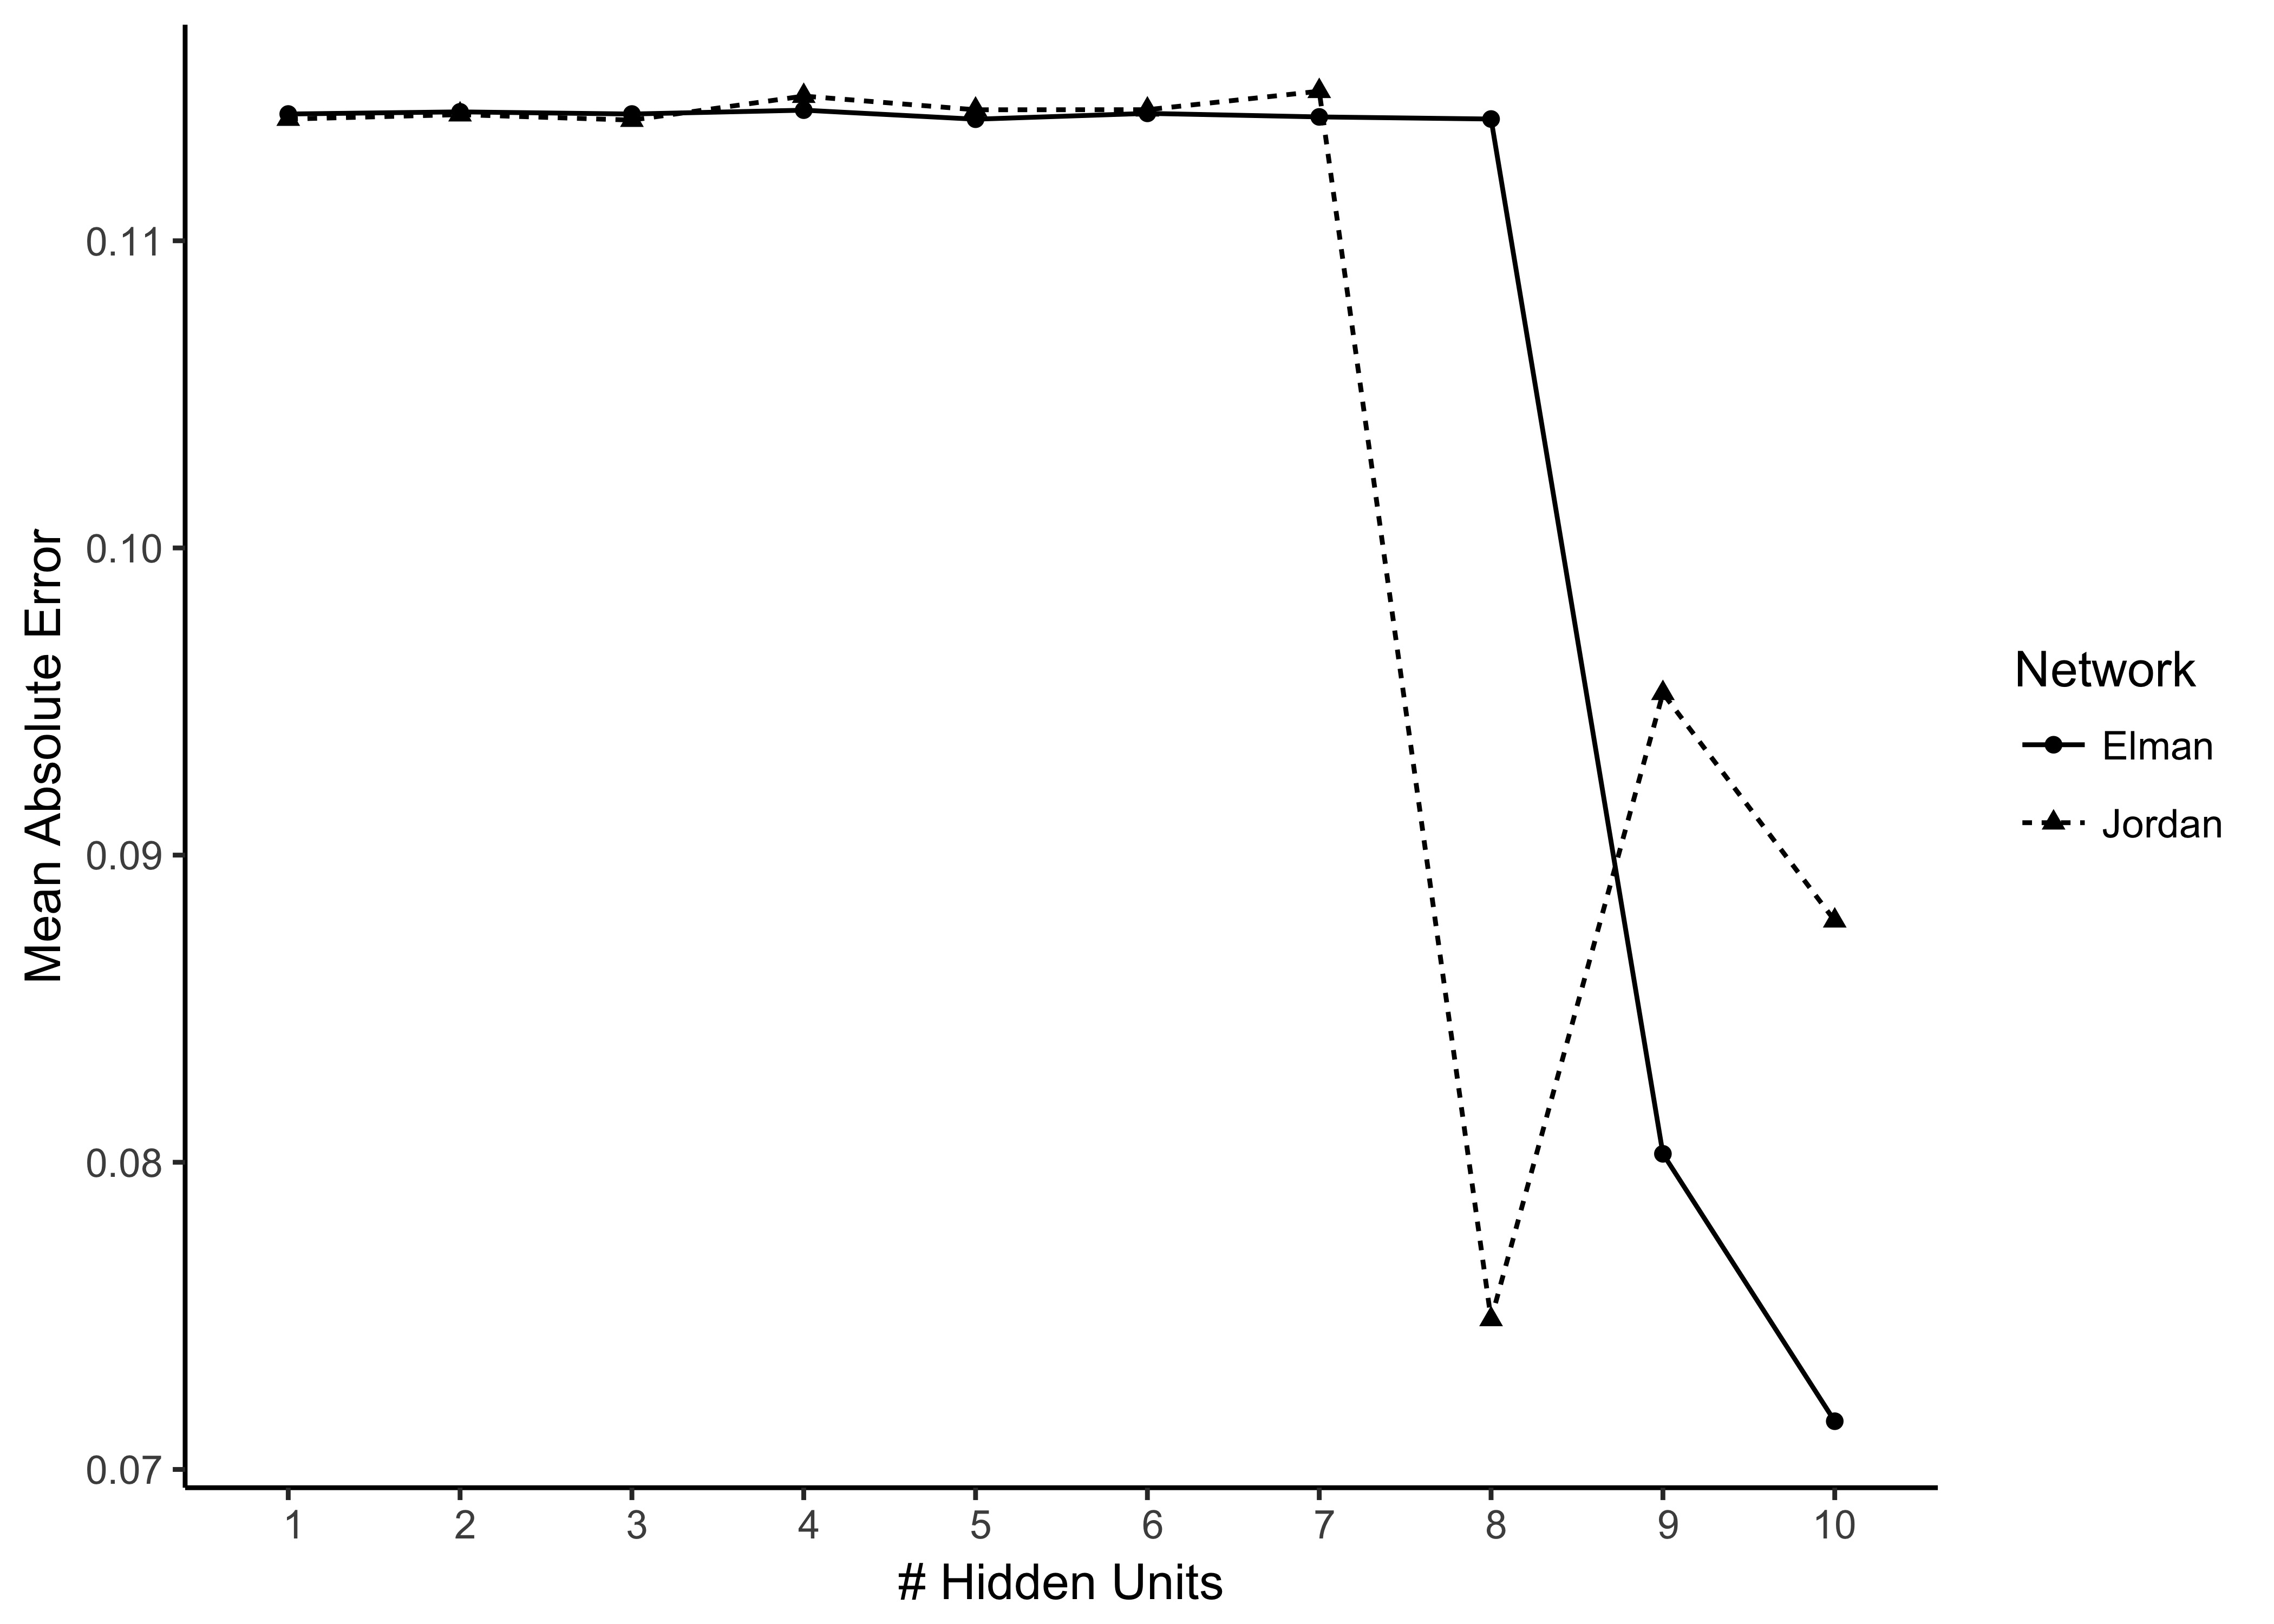 0.11
0.10
0.09
0.08
0.07
Mean Absolute Error
1 2 3 4 5 6 7 8 9 10
# Hidden Units
Network
Elman
Jordan